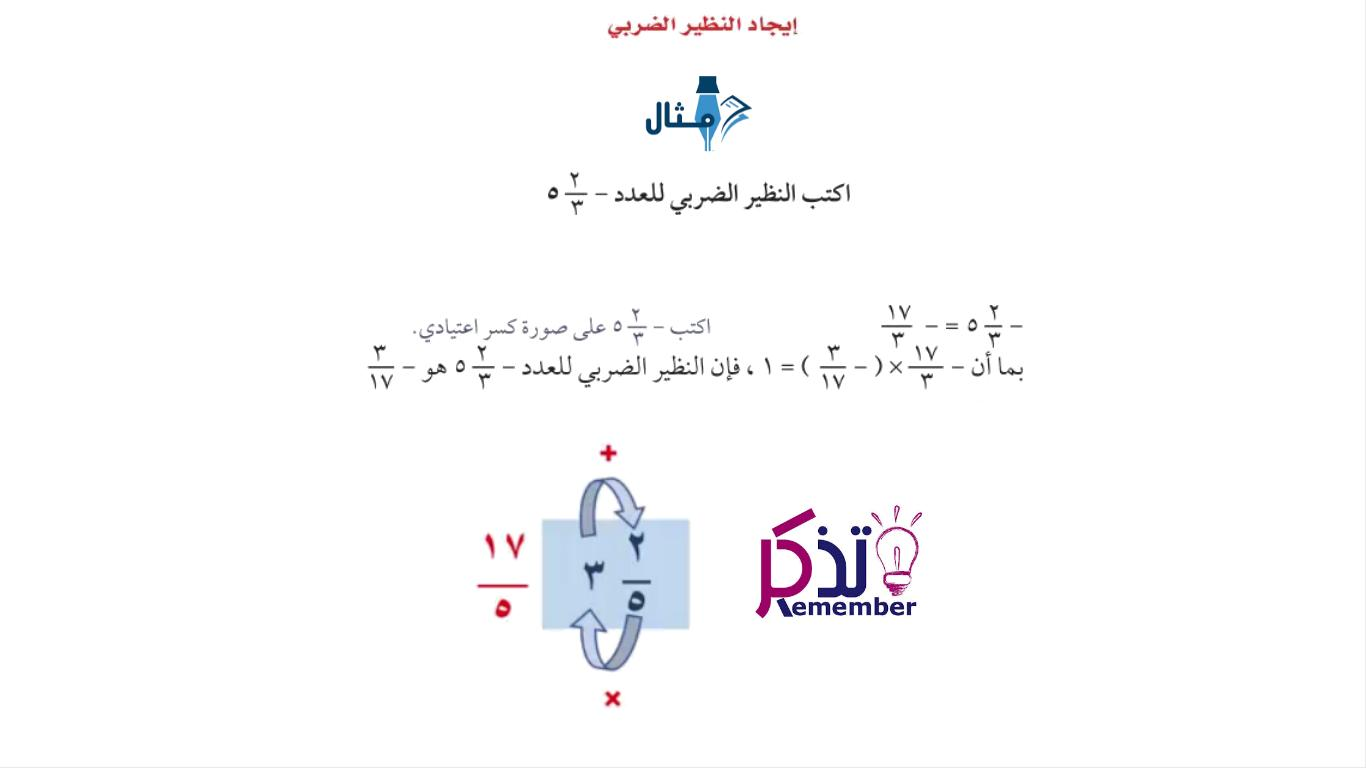 إيجاد النظير الضربي
مثال
اكتب النظير الضربي للعدد – ٢/٣ ٥
– ٢/٣ ٥ = – ١٧/٣ اكتب – ٢/٣ ٥ على صورة كسر اعتيادي.
بما أن – ١٧/٣ × ( – ٣/١٧ ) = ١ ، فإن النظير الضربي للعدد – ٢/٣ ٥ هو – ٣/١٧
+
٢/٥ ٣ ١٧/٥
×
تذكر
Remember